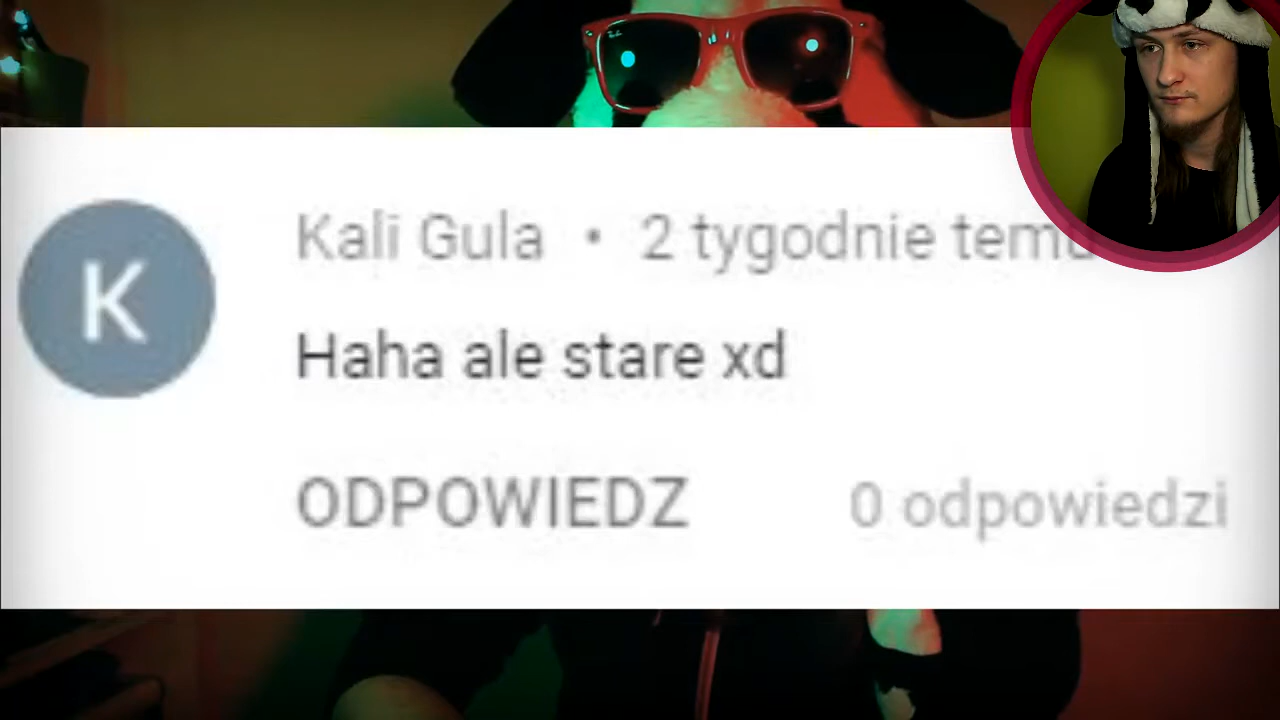 Kali Gula • 2 tygodnie temu
K
Haha ale stare xd
ODPOWIEDZ
0 odpowiedzi